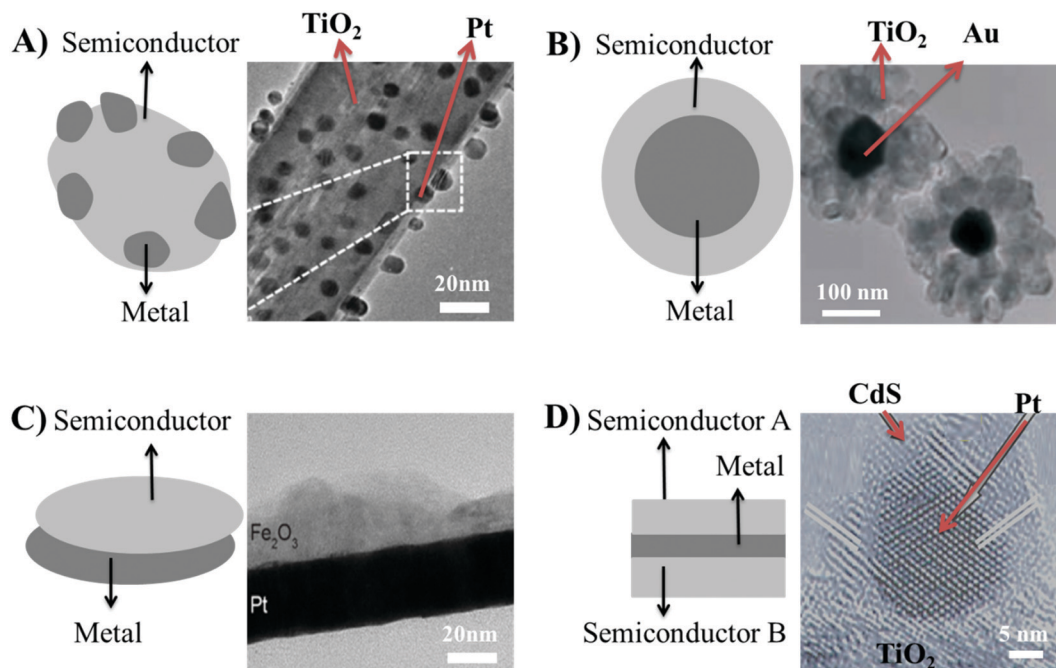 A)
Semiconductor
Metal
TiO₂
Pt
20nm
B)
Semiconductor
Metal
TiO₂
Au
100 nm
C)
Semiconductor
Metal
Fe₂O₃
Pt
20nm
D)
Semiconductor A
Metal
Semiconductor B
CdS
Pt
TiO₂
5 nm